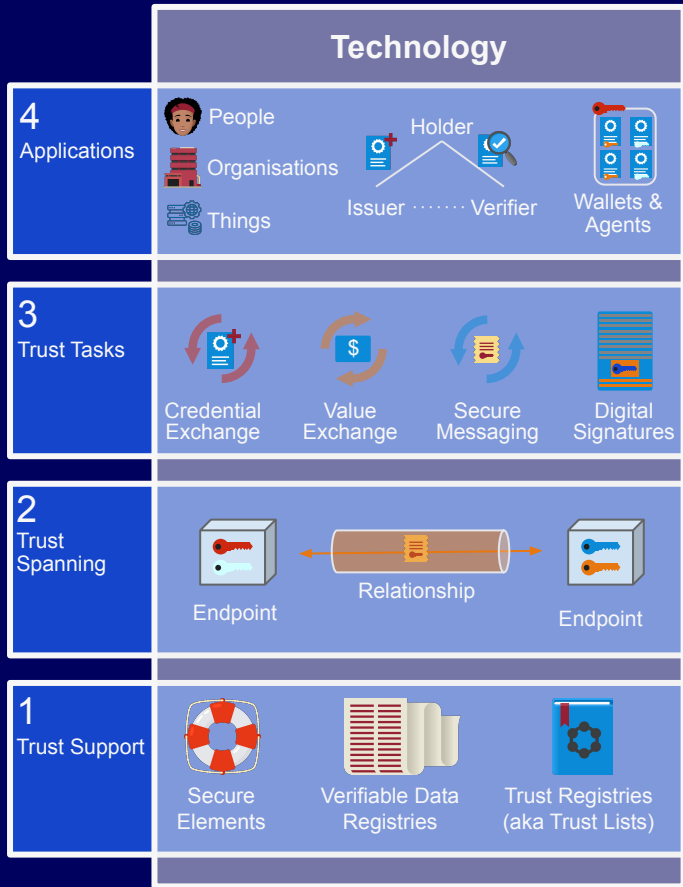 Technology
4
Applications
People
Organisations
Things
Holder
Issuer ······· Verifier
Wallets &
Agents
3
Trust Tasks
$
Credential
Exchange
Value
Exchange
Secure
Messaging
Digital
Signatures
2
Trust
Spanning
Endpoint
Relationship
Endpoint
1
Trust Support
Secure
Elements
Verifiable Data
Registries
Trust Registries
(aka Trust Lists)